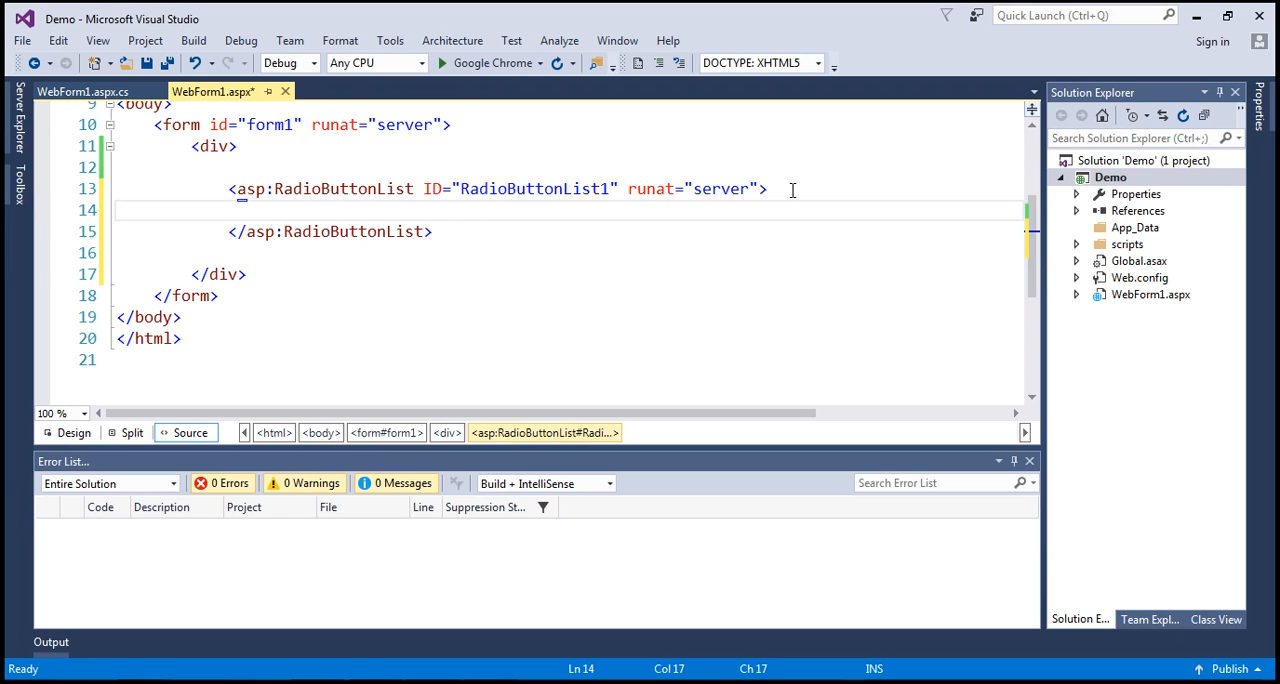 Demo - Microsoft Visual Studio
Quick Launch (Ctrl+Q)
File Edit View Project Build Debug Team Format Tools Architecture Test Analyze Window Help
Sign in
Debug Any CPU Google Chrome DOCTYPE: XHTML5
Server Explorer
Toolbox
WebForm1.aspx.cs WebForm1.aspx*
9 <body>
10 <form id="form1" runat="server">
11 <div>
12
13 <asp:RadioButtonList ID="RadioButtonList1" runat="server">
14
15 </asp:RadioButtonList>
16
17 </div>
18 </form>
19 </body>
20 </html>
21
100 %
Design Split Source <html> <body> <form#form1> <div> <asp:RadioButtonList#Radi...>
Error List...
Entire Solution 0 Errors 0 Warnings 0 Messages Build + IntelliSense Search Error List
Code Description Project File Line Suppression St...
Output
Solution Explorer
Search Solution Explorer (Ctrl+;)
Solution 'Demo' (1 project)
Demo
Properties
References
App_Data
scripts
Global.asax
Web.config
WebForm1.aspx
Solution E... Team Expl... Class View
Properties
Ready Ln 14 Col 17 Ch 17 INS Publish